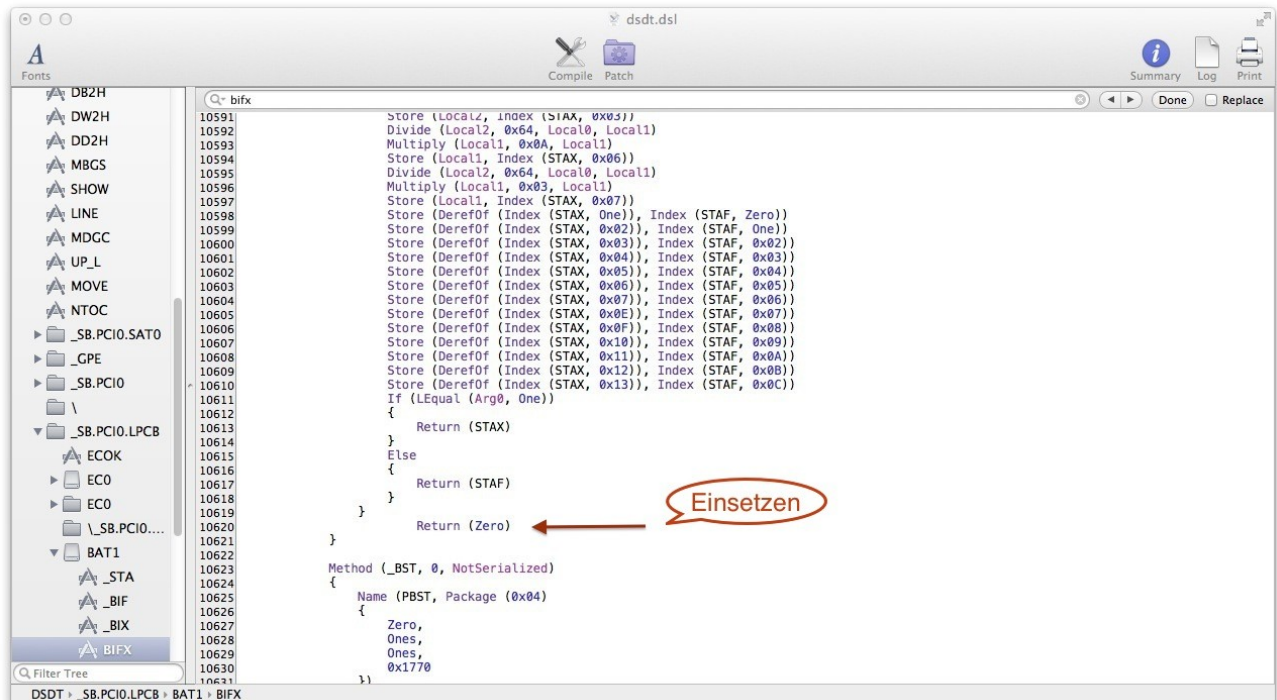 dsdt.dsl
A
Fonts
Compile Patch
i
Summary Log Print
bifx
Done Replace
DB2H
DW2H
DD2H
MBGS
SHOW
LINE
MDGC
UP_L
MOVE
NTOC
_SB.PCI0.SAT0
_GPE
_SB.PCI0
\
_SB.PCI0.LPCB
ECOK
EC0
EC0
\_SB.PCI0....
BAT1
_STA
_BIF
_BIX
BIFX
Filter Tree
10591 Store (Local2, Index (STAX, 0x03))
10592 Divide (Local2, 0x64, Local0, Local1)
10593 Multiply (Local1, 0x0A, Local1)
10594 Store (Local1, Index (STAX, 0x06))
10595 Divide (Local2, 0x64, Local0, Local1)
10596 Multiply (Local1, 0x03, Local1)
10597 Store (Local1, Index (STAX, 0x07))
10598 Store (DerefOf (Index (STAX, One)), Index (STAF, Zero))
10599 Store (DerefOf (Index (STAX, 0x02)), Index (STAF, One))
10600 Store (DerefOf (Index (STAX, 0x03)), Index (STAF, 0x02))
10601 Store (DerefOf (Index (STAX, 0x04)), Index (STAF, 0x03))
10602 Store (DerefOf (Index (STAX, 0x05)), Index (STAF, 0x04))
10603 Store (DerefOf (Index (STAX, 0x06)), Index (STAF, 0x05))
10604 Store (DerefOf (Index (STAX, 0x07)), Index (STAF, 0x06))
10605 Store (DerefOf (Index (STAX, 0x0E)), Index (STAF, 0x07))
10606 Store (DerefOf (Index (STAX, 0x0F)), Index (STAF, 0x08))
10607 Store (DerefOf (Index (STAX, 0x10)), Index (STAF, 0x09))
10608 Store (DerefOf (Index (STAX, 0x11)), Index (STAF, 0x0A))
10609 Store (DerefOf (Index (STAX, 0x12)), Index (STAF, 0x0B))
10610 Store (DerefOf (Index (STAX, 0x13)), Index (STAF, 0x0C))
10611 If (LEqual (Arg0, One))
10612 {
10613 Return (STAX)
10614 }
10615 Else
10616 {
10617 Return (STAF)
10618 }
10619 }
10620 Return (Zero)
Einsetzen
10621 }
10622
10623 Method (_BST, 0, NotSerialized)
10624 {
10625 Name (PBST, Package (0x04)
10626 {
10627 Zero,
10628 Ones,
10629 Ones,
10630 0x1770
10631 })
DSDT ▸ _SB.PCI0.LPCB ▸ BAT1 ▸ BIFX